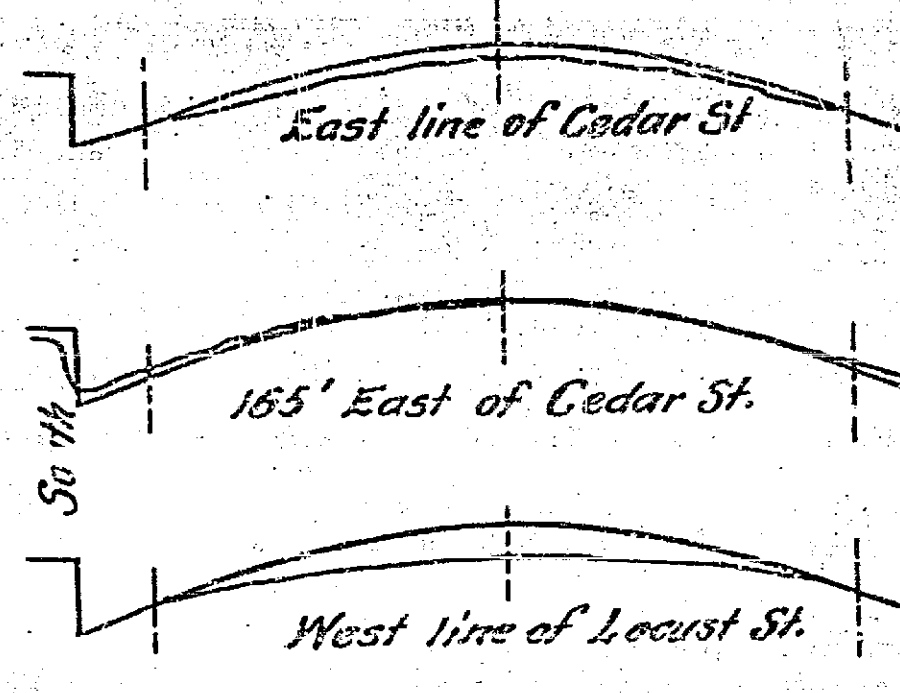 East line of Cedar St
165' East of Cedar St.
South
West line of Locust St.